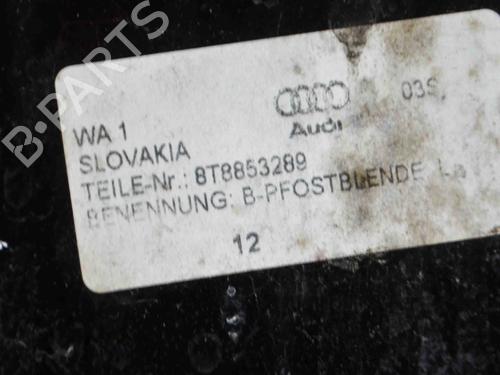 B-PARTS
WA 1
SLOVAKIA
TEILE-Nr.: 8T8853289
BENENNUNG: B-PFOSTBLENDE
12
Audi
03S